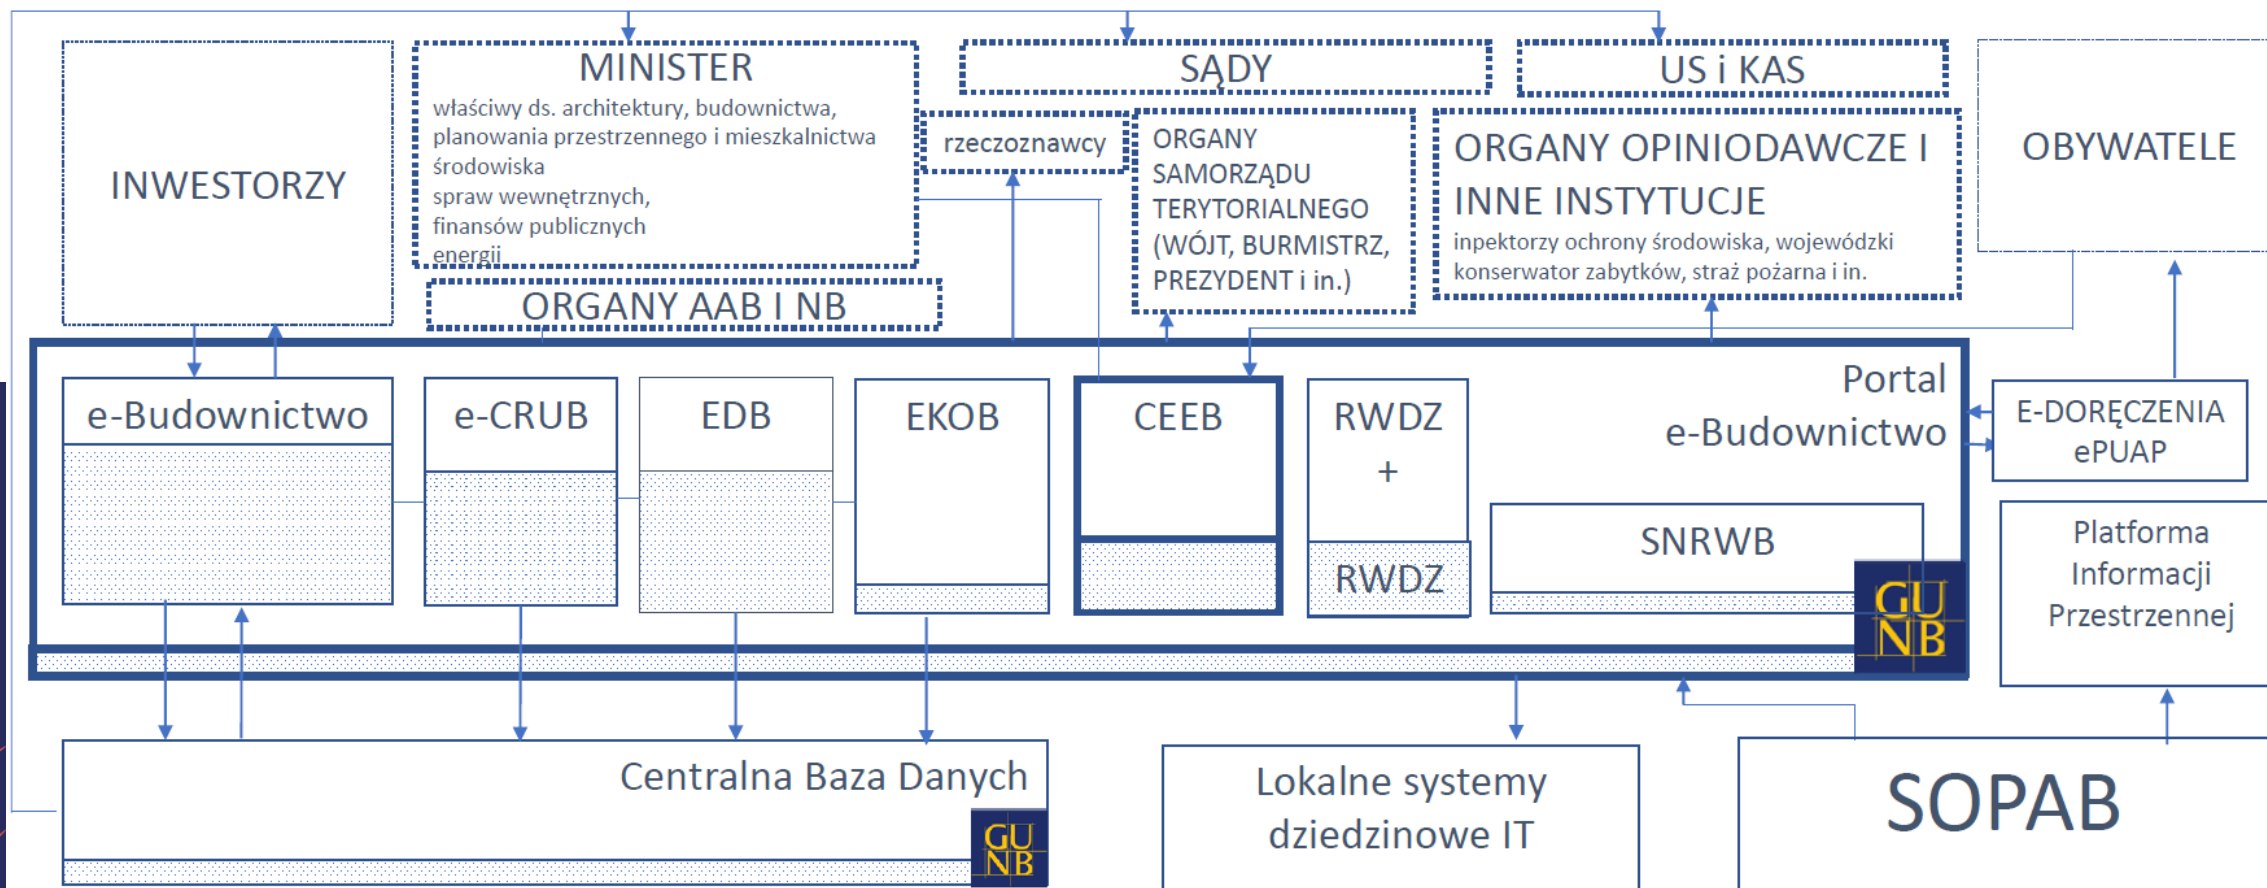 INWESTORZY
MINISTER
właściwy ds. architektury, budownictwa,
planowania przestrzennego i mieszkalnictwa
środowiska
spraw wewnętrznych,
finansów publicznych
energii
ORGANY AAB I NB
SĄDY
rzeczoznawcy
ORGANY
SAMORZĄDU
TERYTORIALNEGO
(WÓJT, BURMISTRZ,
PREZYDENT i in.)
US i KAS
ORGANY OPINIODAWCZE I
INNE INSTYTUCJE
inpektorzy ochrony środowiska, wojewódzki
konserwator zabytków, straż pożarna i in.
OBYWATELE
e-Budownictwo
e-CRUB
EDB
EKOB
CEEB
RWDZ
+
RWDZ
Portal
e-Budownictwo
SNRWB
GU
NB
E-DORĘCZENIA
ePUAP
Platforma
Informacji
Przestrzennej
Centralna Baza Danych
GU
NB
Lokalne systemy
dziedzinowe IT
SOPAB